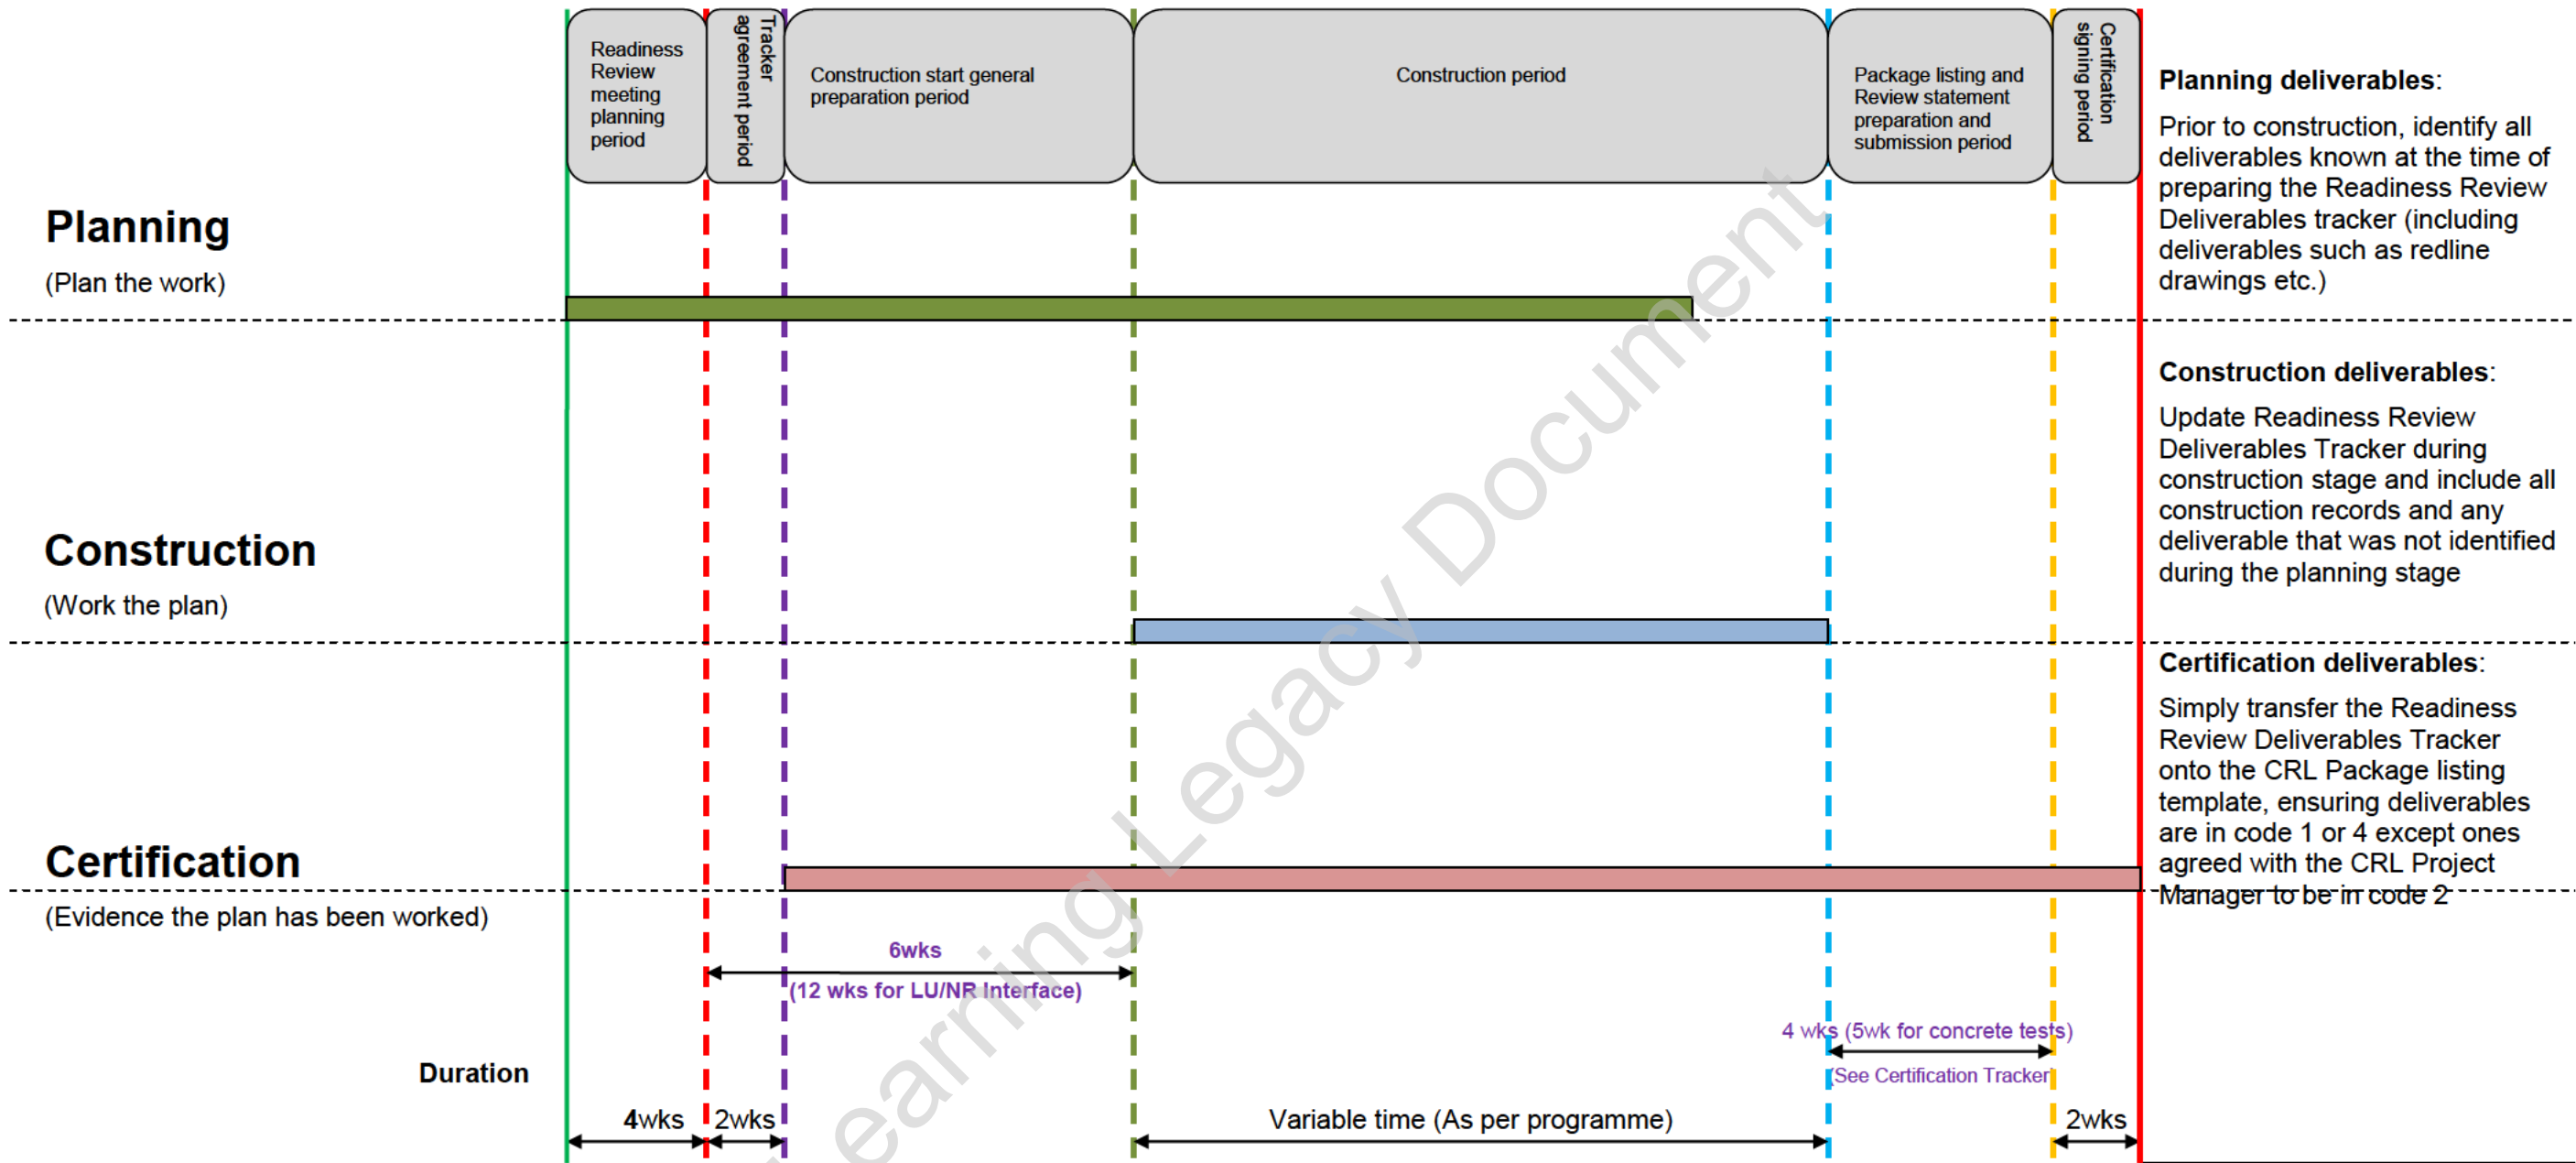 Readiness
Review
meeting
planning
period
Tracker
agreement period
Construction start general
preparation period
Construction period
Package listing and
Review statement
preparation and
submission period
Certification
signing period
Planning
(Plan the work)
Construction
(Work the plan)
Certification
(Evidence the plan has been worked)
Planning deliverables:
Prior to construction, identify all
deliverables known at the time of
preparing the Readiness Review
Deliverables tracker (including
deliverables such as redline
drawings etc.)
Construction deliverables:
Update Readiness Review
Deliverables Tracker during
construction stage and include all
construction records and any
deliverable that was not identified
during the planning stage
Certification deliverables:
Simply transfer the Readiness
Review Deliverables Tracker
onto the CRL Package listing
template, ensuring deliverables
are in code 1 or 4 except ones
agreed with the CRL Project
Manager to be in code 2
6wks
(12 wks for LU/NR Interface)
4 wks (5wk for concrete tests)
(See Certification Tracker)
Duration
4wks
2wks
Variable time (As per programme)
2wks
earning Legacy Document